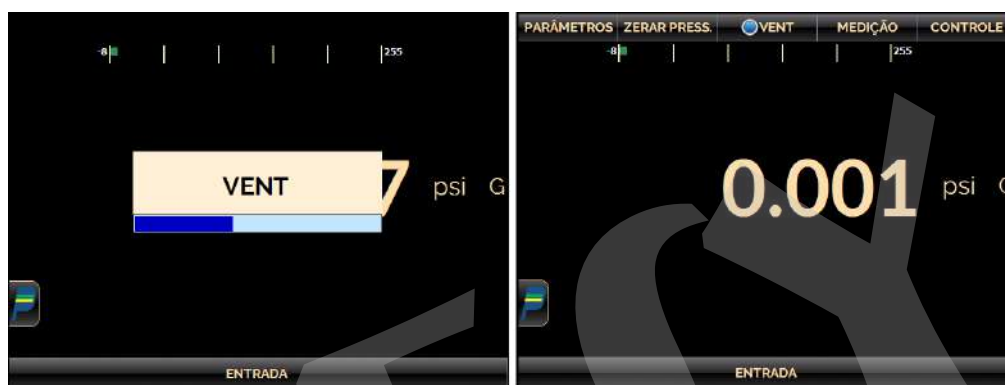 -8 255
VENT
7 psi G
ENTRADA
PARÂMETROS ZERAR PRESS. VENT MEDIÇÃO CONTROLE
-8 255
0.001 psi
ENTRADA